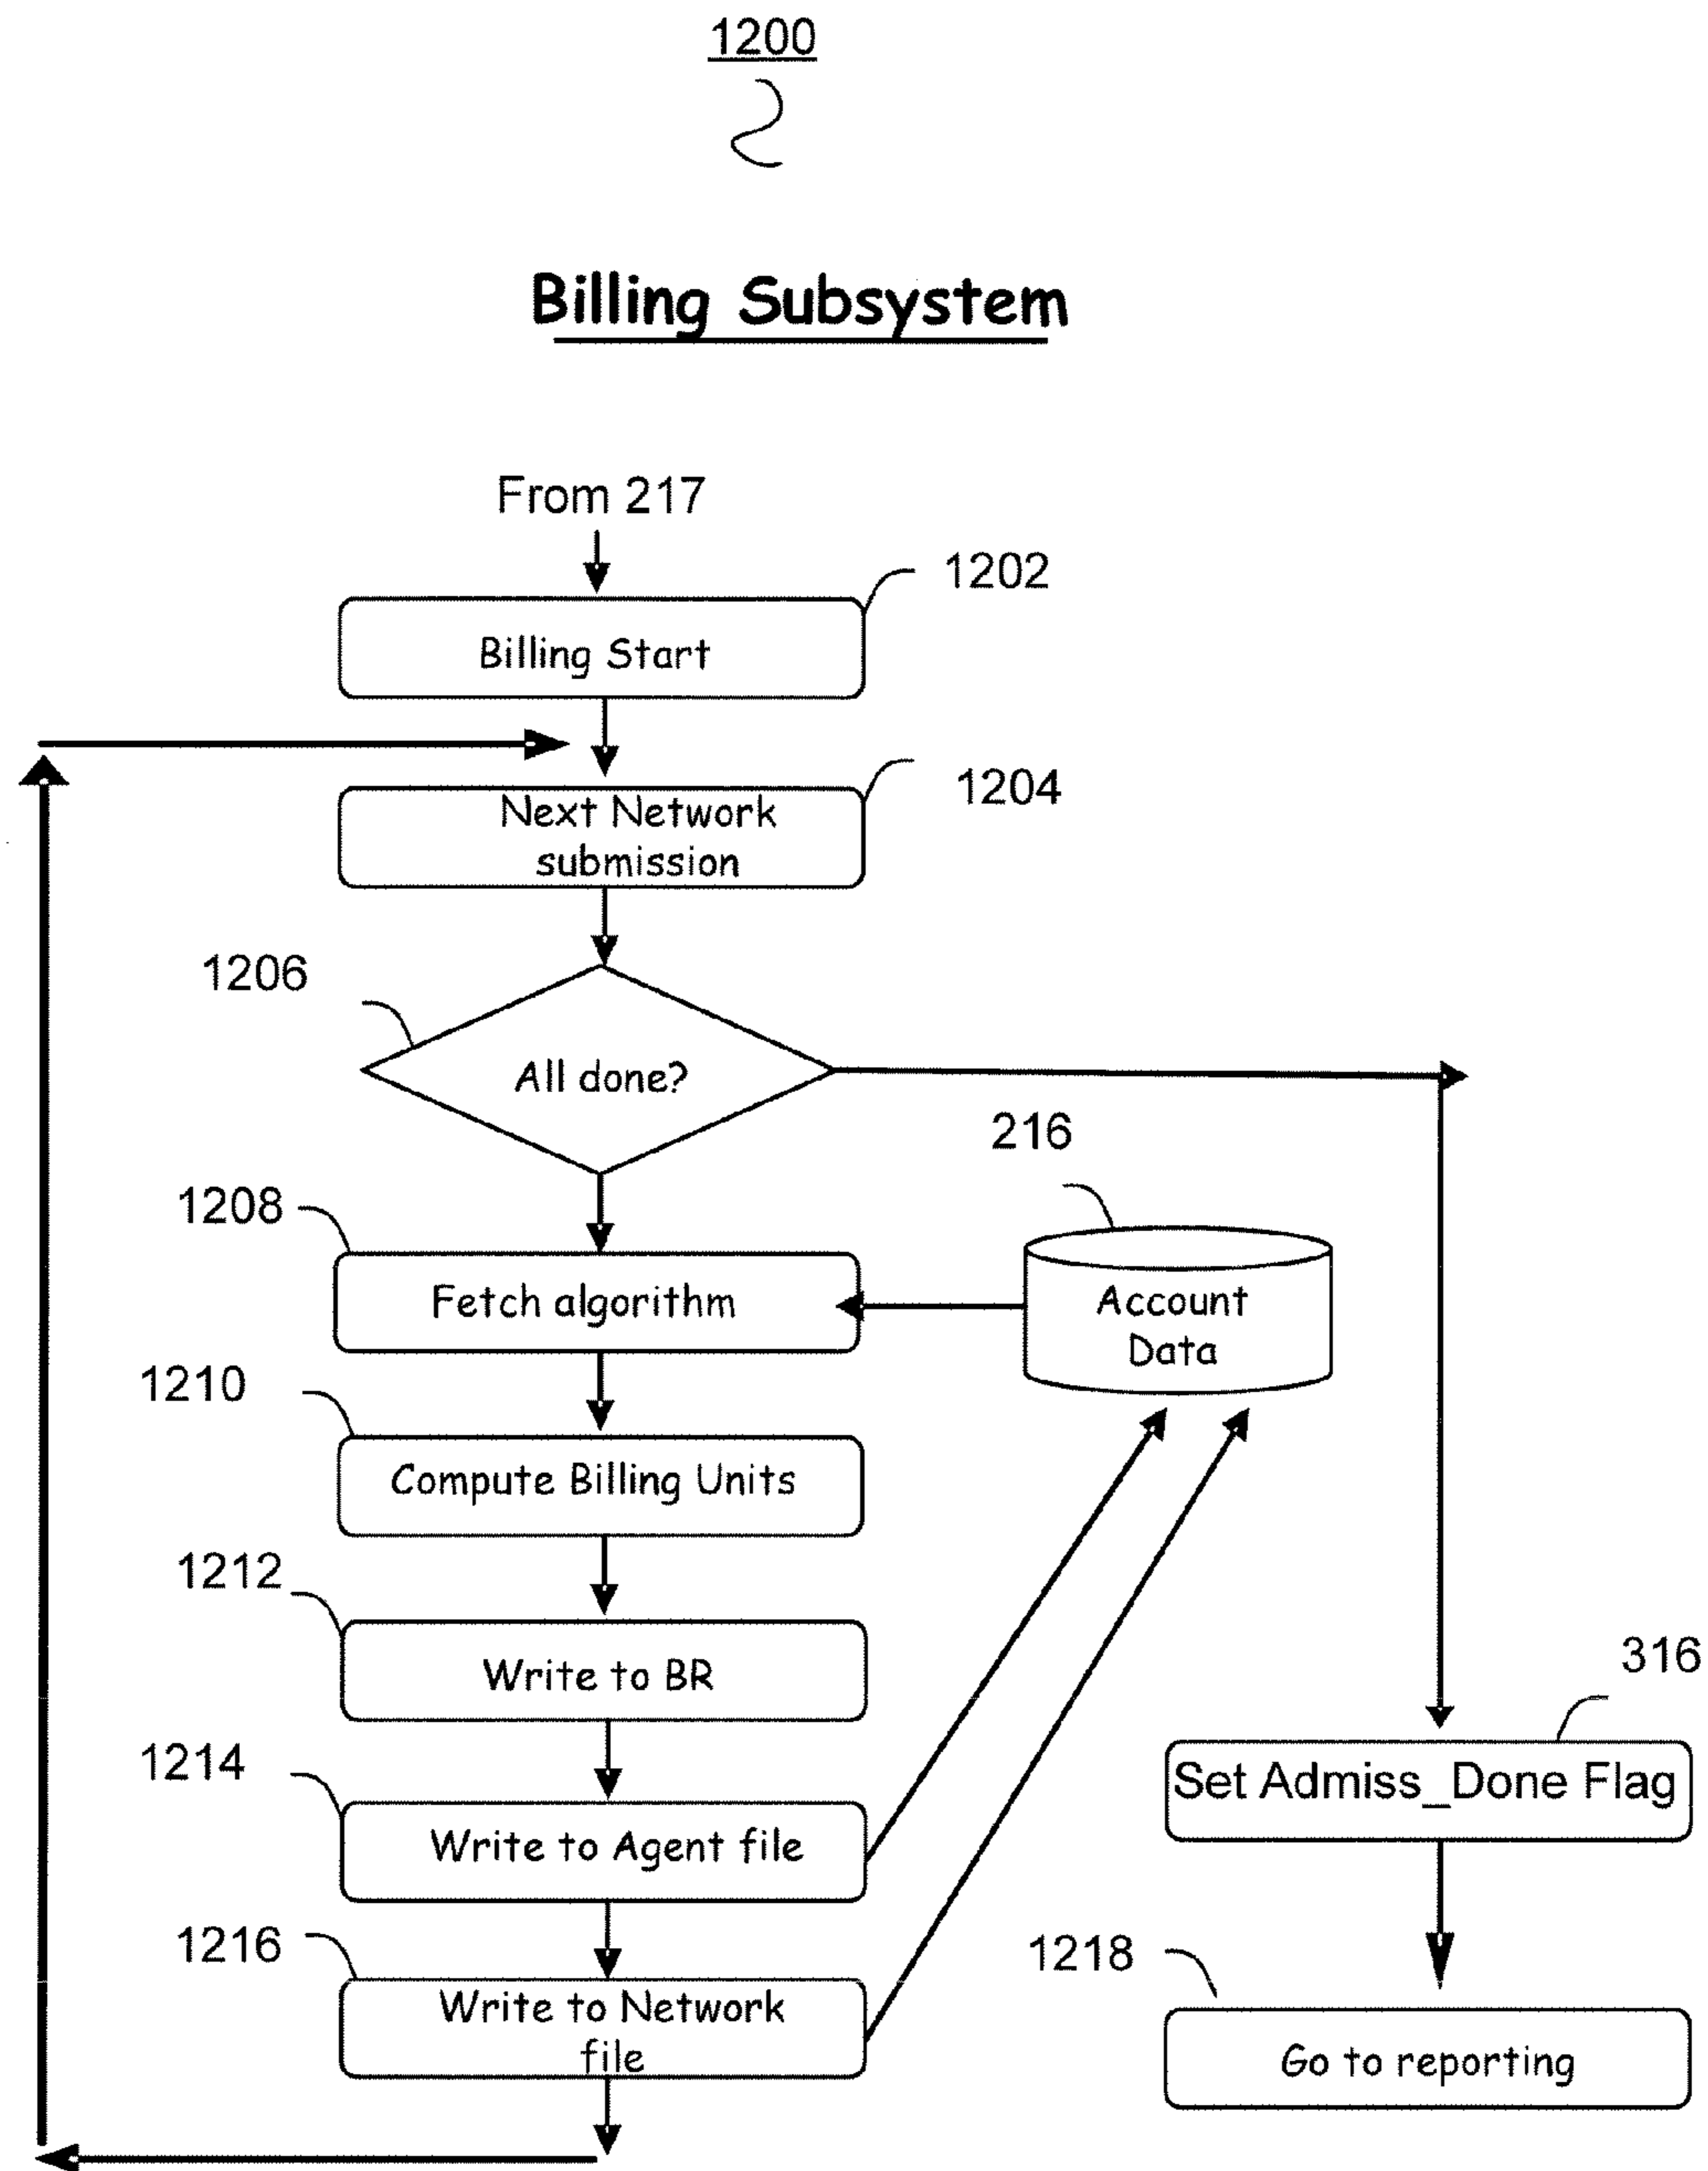 1200
Billing Subsystem
From 217
1202
Billing Start
1204
Next Network
submission
1206
All done?
216
1208
Fetch algorithm
Account
Data
1210
Compute Billing Units
1212
Write to BR
316
1214
Set Admiss_Done Flag
Write to Agent file
1216
1218
Write to Network
file
Go to reporting